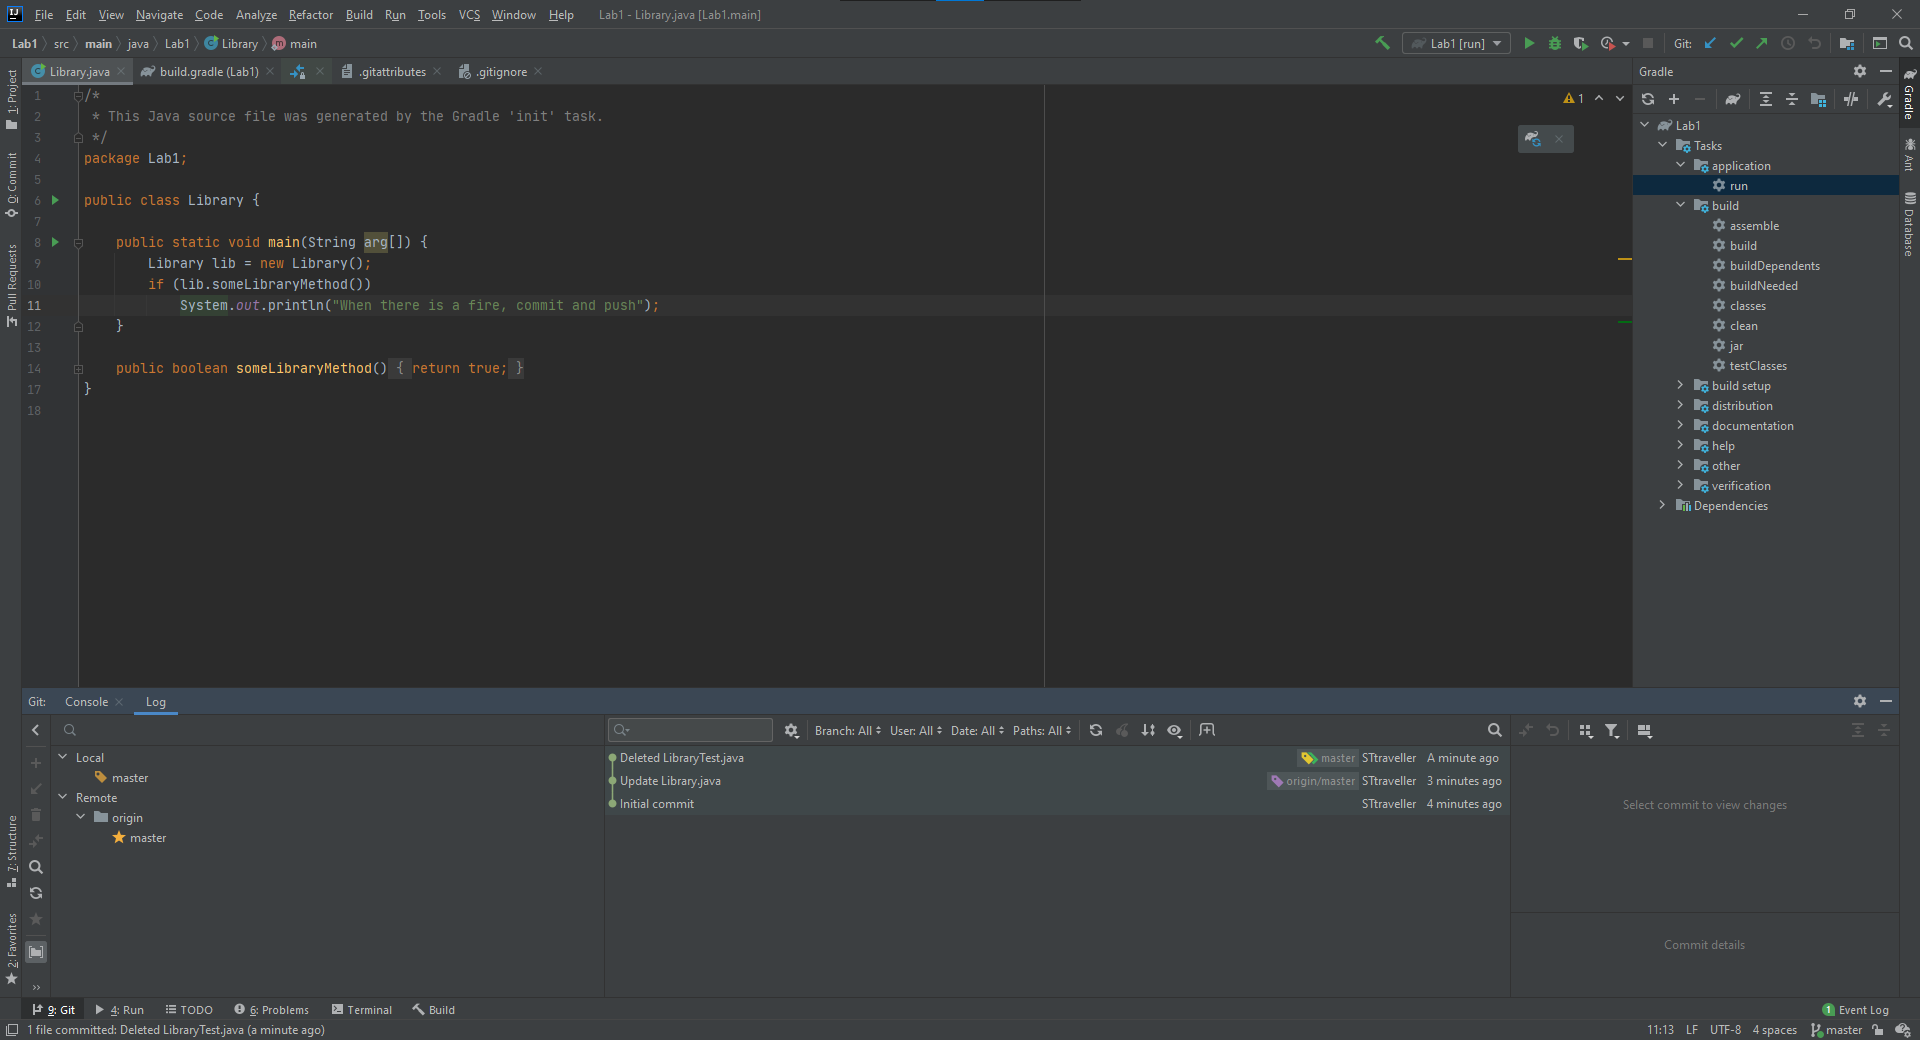 File Edit View Navigate Code Analyze Refactor Build Run Tools VCS Window Help Lab1 - Library.java [Lab1.main]
Lab1 src main java Lab1 Library main
Lab1 [run]
Git:
Library.java
build.gradle (Lab1)
.gitattributes
.gitignore
1: Project
0: Commit
Pull Requests
7: Structure
2: Favorites
1 /*
2 * This Java source file was generated by the Gradle 'init' task.
3 */
4 package Lab1;
5
6 public class Library {
7
8 public static void main(String arg[]) {
9 Library lib = new Library();
10 if (lib.someLibraryMethod())
11 System.out.println("When there is a fire, commit and push");
12 }
13
14 public boolean someLibraryMethod() { return true; }
17 }
18
1
Gradle
Lab1
Tasks
application
run
build
assemble
build
buildDependents
buildNeeded
classes
clean
jar
testClasses
build setup
distribution
documentation
help
other
verification
Dependencies
Gradle
Ant
Database
Git: Console Log
Local
master
Remote
origin
master
Branch: All User: All Date: All Paths: All
Deleted LibraryTest.java master STtraveller A minute ago
Update Library.java origin/master STtraveller 3 minutes ago
Initial commit STtraveller 4 minutes ago
Select commit to view changes
Commit details
9: Git 4: Run TODO 6: Problems Terminal Build
1 Event Log
1 file committed: Deleted LibraryTest.java (a minute ago)
11:13 LF UTF-8 4 spaces master